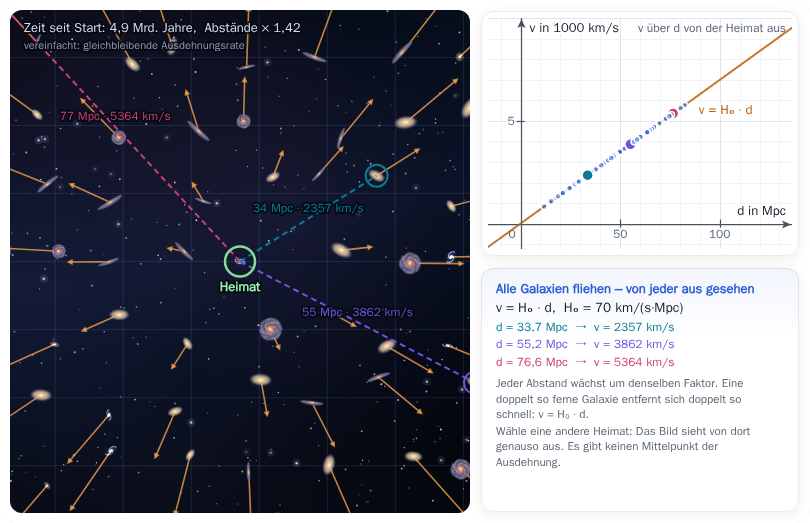 Zeit seit Start: 4,9 Mrd. Jahre, Abstände × 1,42
vereinfacht: gleichbleibende Ausdehnungsrate
77 Mpc · 5364 km/s
34 Mpc · 2357 km/s
Heimat
55 Mpc · 3862 km/s
v in 1000 km/s
v über d von der Heimat aus
5
v = H₀ · d
d in Mpc
0
50
100
Alle Galaxien fliehen – von jeder aus gesehen
v = H₀ · d, H₀ = 70 km/(s·Mpc)
d = 33,7 Mpc → v = 2357 km/s
d = 55,2 Mpc → v = 3862 km/s
d = 76,6 Mpc → v = 5364 km/s
Jeder Abstand wächst um denselben Faktor. Eine
doppelt so ferne Galaxie entfernt sich doppelt so
schnell: v = H₀ · d.
Wähle eine andere Heimat: Das Bild sieht von dort
genauso aus. Es gibt keinen Mittelpunkt der
Ausdehnung.